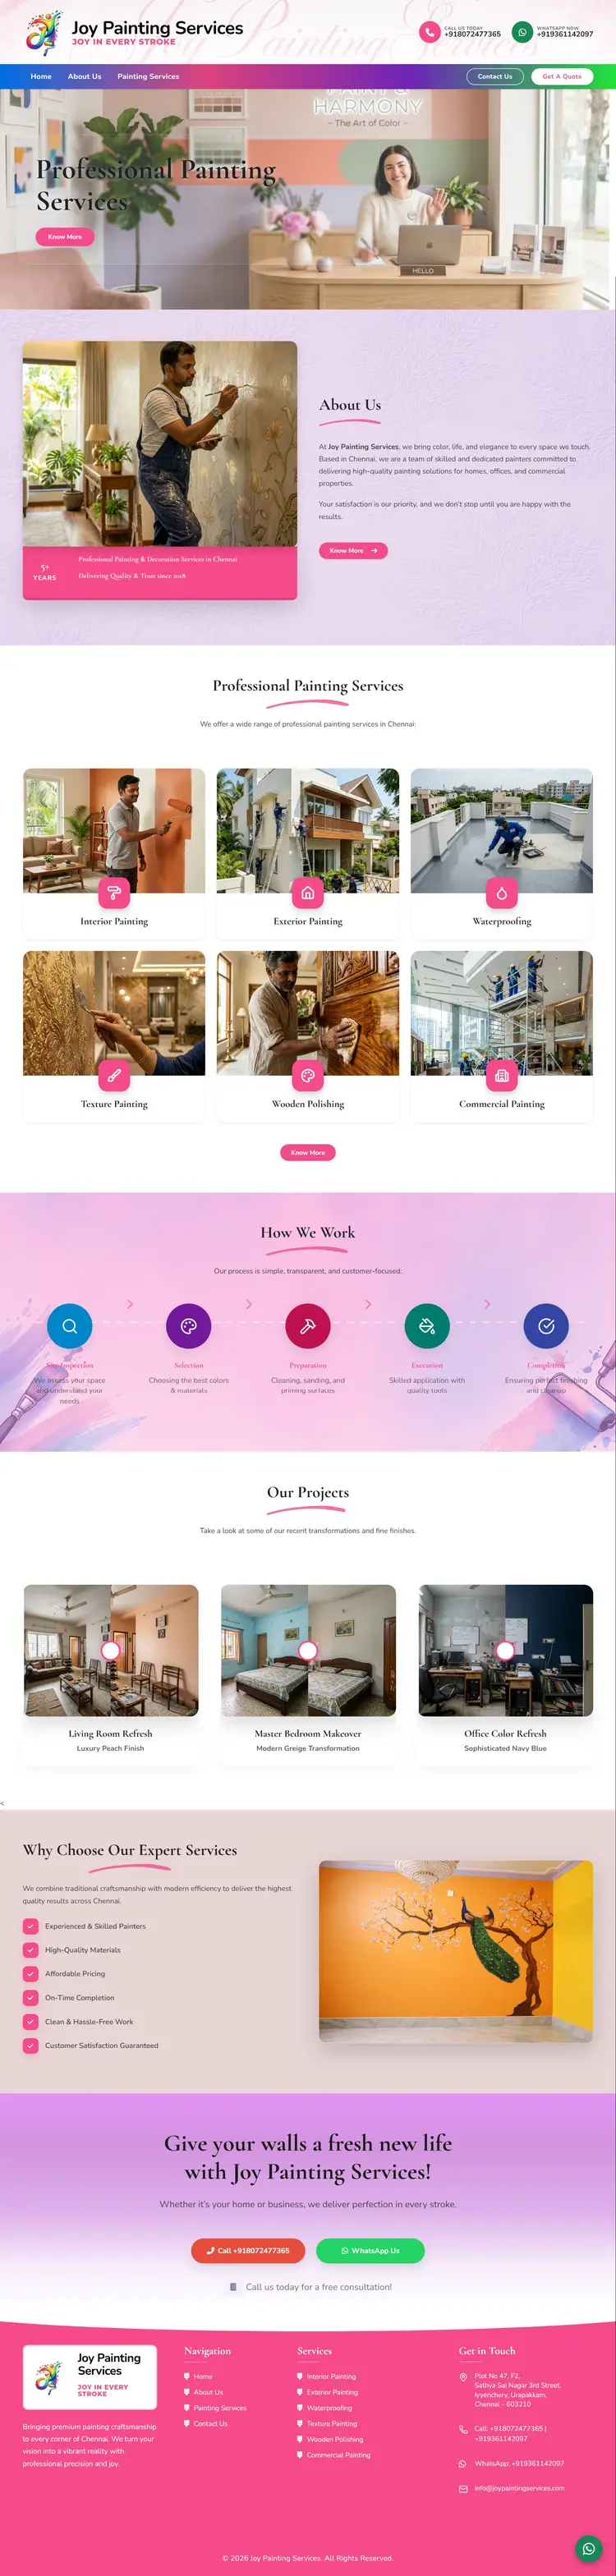 Joy Painting Services
JOY IN EVERY STROKE
CALL US TODAY
+918072477365
WHATSAPP NOW
+919361142097
Home
About Us
Painting Services
Contact Us
Get A Quote
PAINT &
HARMONY
~ The Art of Color ~
Professional Painting
Services
Know More
HELLO
About Us
At Joy Painting Services, we bring color, life, and elegance to every space we touch.
Based in Chennai, we are a team of skilled and dedicated painters committed to
delivering high-quality painting solutions for homes, offices, and commercial
properties.
Your satisfaction is our priority, and we don't stop until you are happy with the
results.
Know More
5+
YEARS
Professional Painting & Decoration Services in Chennai
Delivering Quality & Trust since 2018
Professional Painting Services
We offer a wide range of professional painting services in Chennai:
Interior Painting
Exterior Painting
Waterproofing
Texture Painting
Wooden Polishing
Commercial Painting
Know More
How We Work
Our process is simple, transparent, and customer-focused:
Site Inspection
We assess your space
and understand your
needs
Selection
Choosing the best colors
& materials
Preparation
Cleaning, sanding, and
priming surfaces
Execution
Skilled application with
quality tools
Completion
Ensuring perfect finishing
and cleanup
Our Projects
Take a look at some of our recent transformations and fine finishes.
Living Room Refresh
Luxury Peach Finish
Master Bedroom Makeover
Modern Greige Transformation
Office Color Refresh
Sophisticated Navy Blue
<
Why Choose Our Expert Services
We combine traditional craftsmanship with modern efficiency to deliver the highest
quality results across Chennai.
Experienced & Skilled Painters
High-Quality Materials
Affordable Pricing
On-Time Completion
Clean & Hassle-Free Work
Customer Satisfaction Guaranteed
Give your walls a fresh new life
with Joy Painting Services!
Whether it's your home or business, we deliver perfection in every stroke.
Call +918072477365
WhatsApp Us
Call us today for a free consultation!
Joy Painting
Services
JOY IN EVERY
STROKE
Bringing premium painting craftsmanship
to every corner of Chennai. We turn your
vision into a vibrant reality with
professional precision and joy.
Navigation
Home
About Us
Painting Services
Contact Us
Services
Interior Painting
Exterior Painting
Waterproofing
Texture Painting
Wooden Polishing
Commercial Painting
Get in Touch
Plot No 47, F2,
Sathya Sai Nagar 3rd Street,
Iyyenchery, Urapakkam,
Chennai - 603210
Call: +918072477365 |
+919361142097
WhatsApp: +919361142097
info@joypaintingservices.com
© 2026 Joy Painting Services. All Rights Reserved.